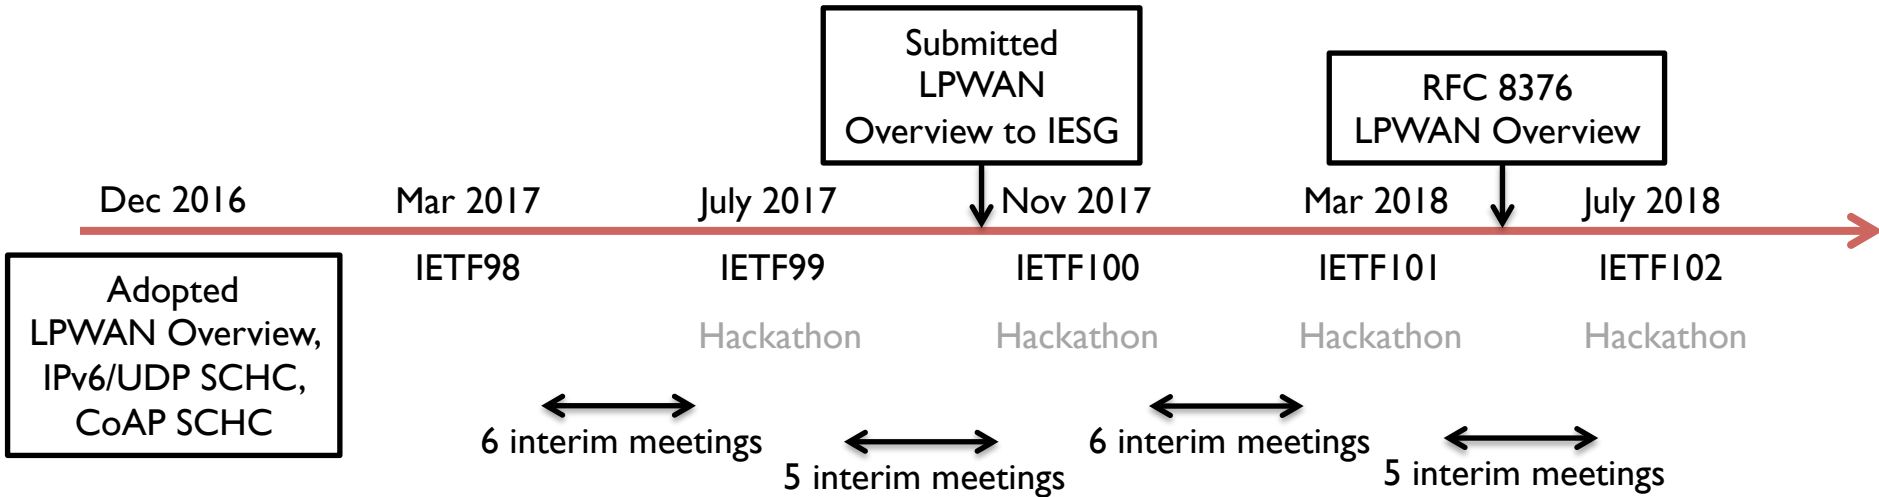 Submitted
LPWAN
Overview to IESG
RFC 8376
LPWAN Overview
Dec 2016
Mar 2017
July 2017
Nov 2017
Mar 2018
July 2018
IETF98
IETF99
IETF100
IETF101
IETF102
Adopted
LPWAN Overview,
IPv6/UDP SCHC,
CoAP SCHC
Hackathon
Hackathon
Hackathon
Hackathon
6 interim meetings
5 interim meetings
6 interim meetings
5 interim meetings